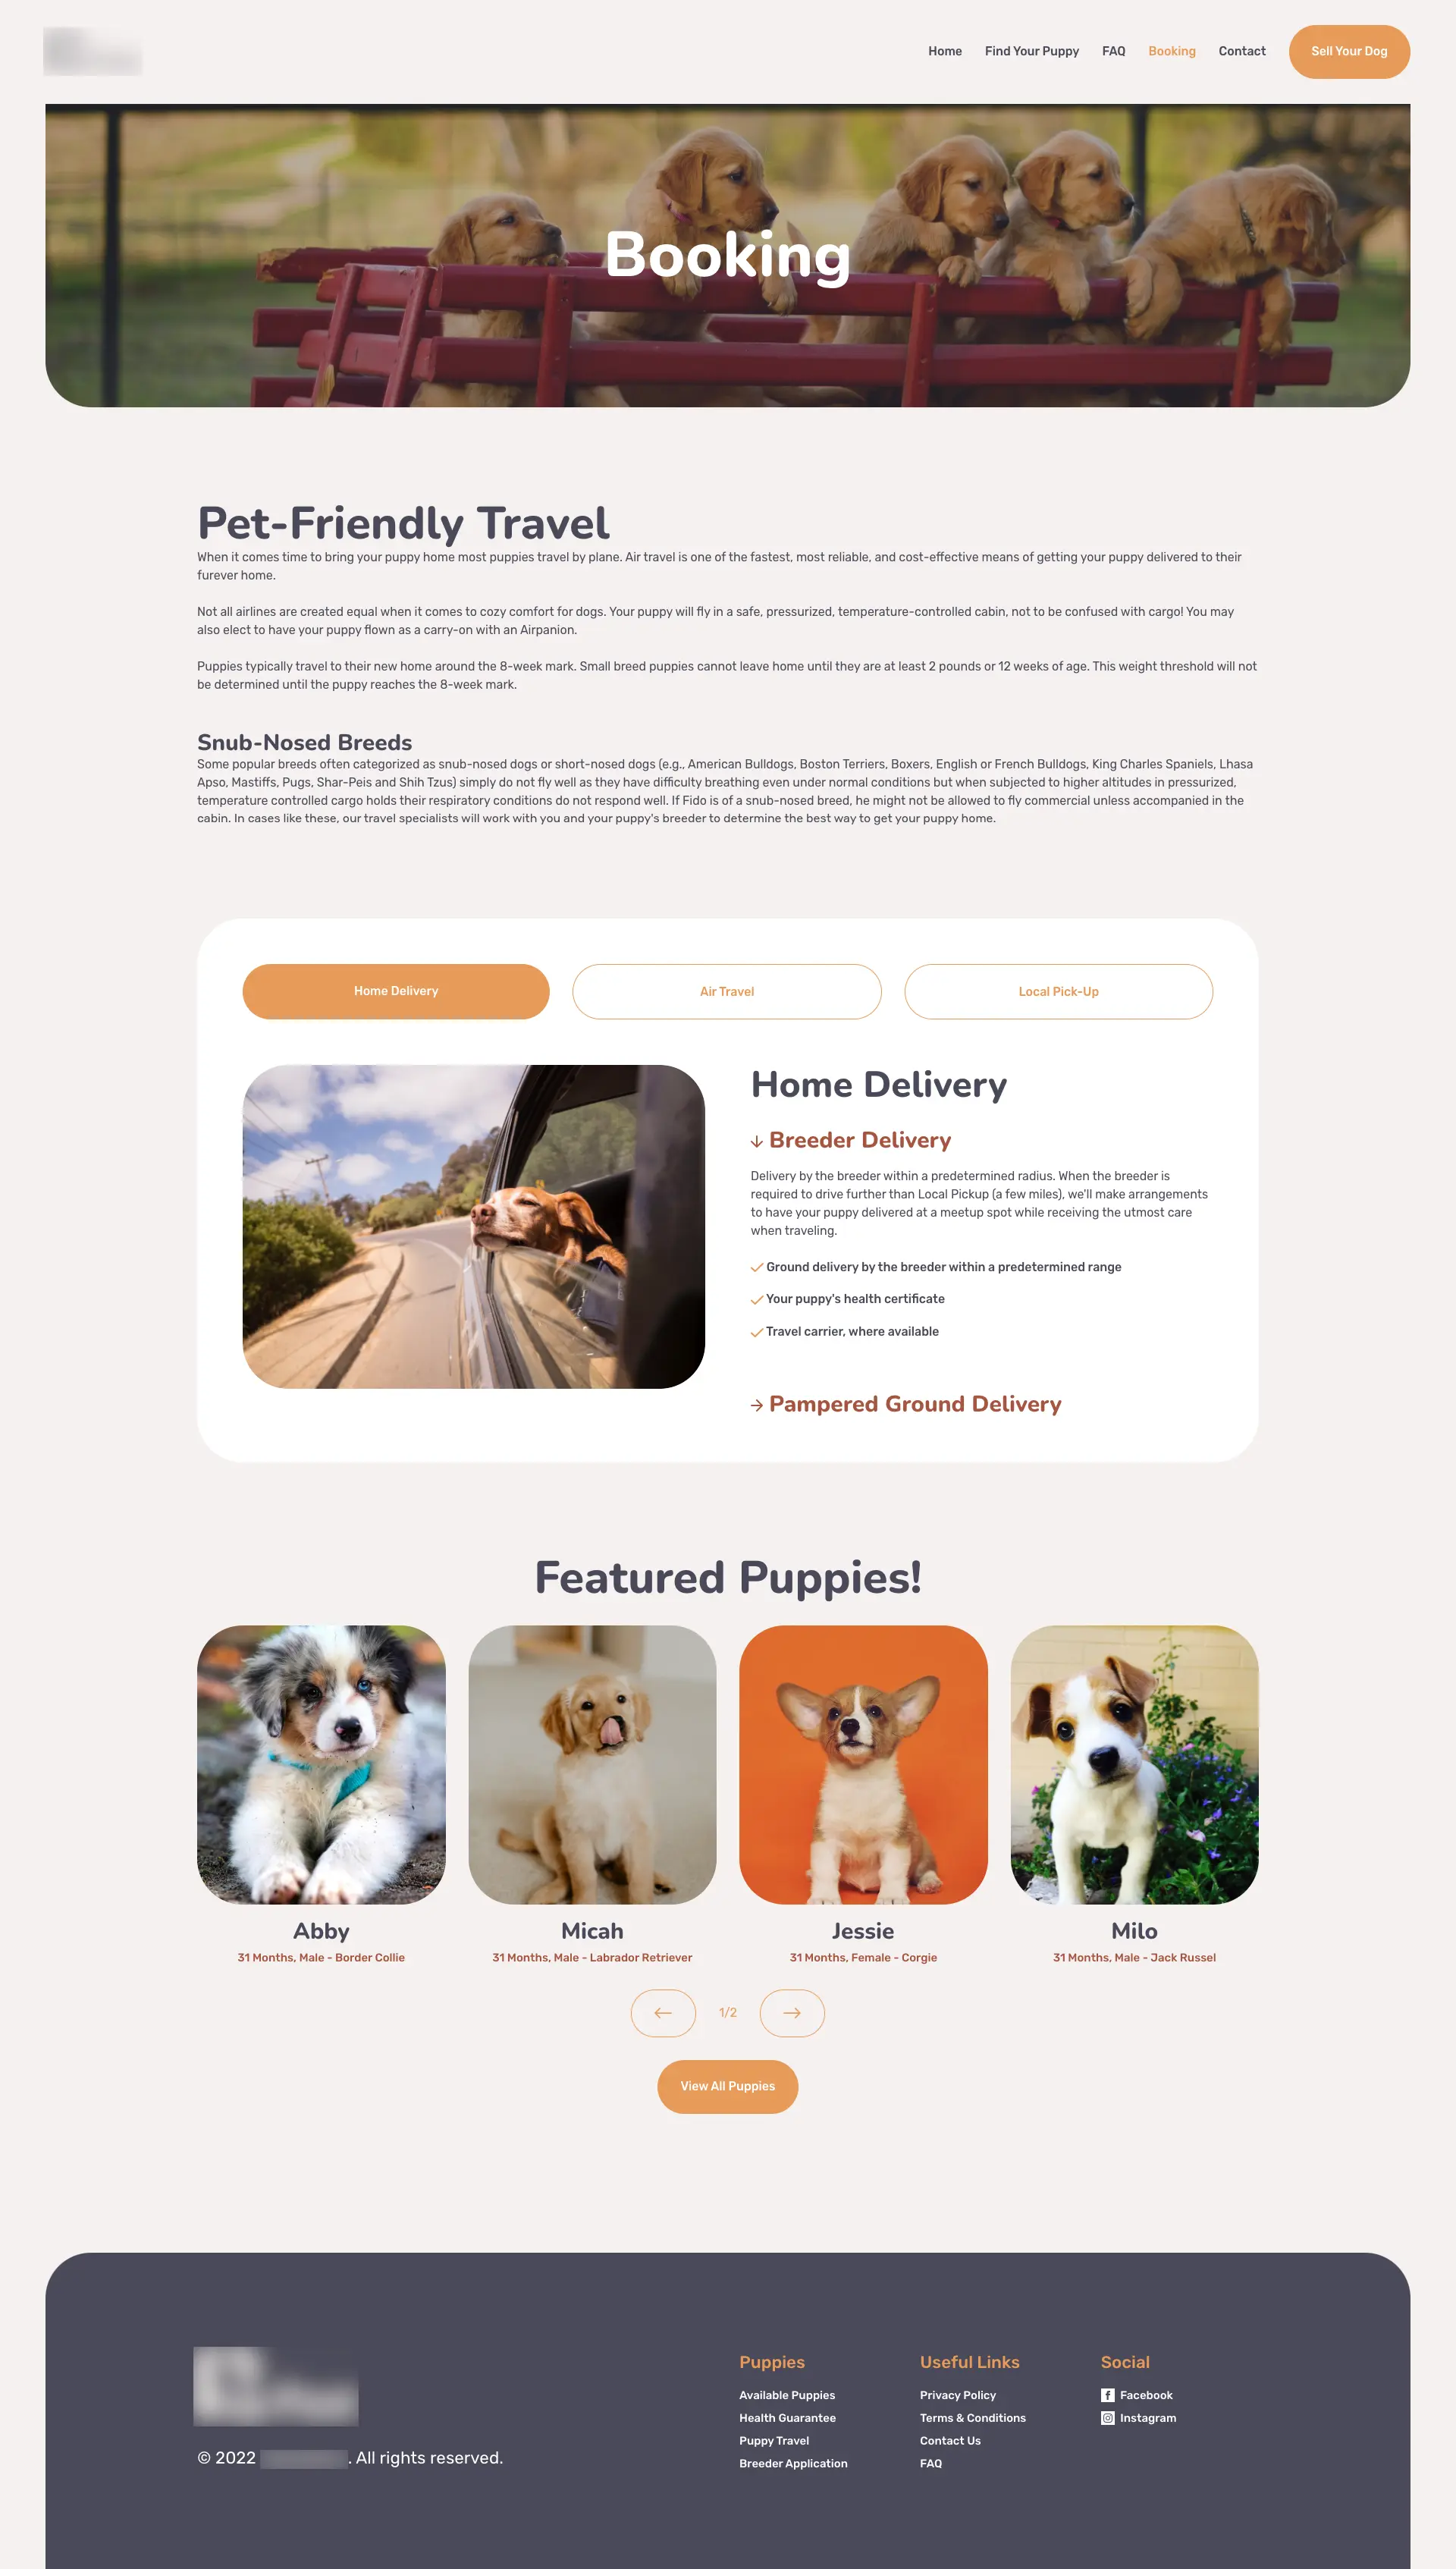 Home Find Your Puppy FAQ Booking Contact Sell Your Dog
Booking
Pet-Friendly Travel
When it comes time to bring your puppy home most puppies travel by plane. Air travel is one of the fastest, most reliable, and cost-effective means of getting your puppy delivered to their
furever home.
Not all airlines are created equal when it comes to cozy comfort for dogs. Your puppy will fly in a safe, pressurized, temperature-controlled cabin, not to be confused with cargo! You may
also elect to have your puppy flown as a carry-on with an Airpanion.
Puppies typically travel to their new home around the 8-week mark. Small breed puppies cannot leave home until they are at least 2 pounds or 12 weeks of age. This weight threshold will not
be determined until the puppy reaches the 8-week mark.
Snub-Nosed Breeds
Some popular breeds often categorized as snub-nosed dogs or short-nosed dogs (e.g., American Bulldogs, Boston Terriers, Boxers, English or French Bulldogs, King Charles Spaniels, Lhasa
Apso, Mastiffs, Pugs, Shar-Peis and Shih Tzus) simply do not fly well as they have difficulty breathing even under normal conditions but when subjected to higher altitudes in pressurized,
temperature controlled cargo holds their respiratory conditions do not respond well. If Fido is of a snub-nosed breed, he might not be allowed to fly commercial unless accompanied in the
cabin. In cases like these, our travel specialists will work with you and your puppy's breeder to determine the best way to get your puppy home.
Home Delivery Air Travel Local Pick-Up
Home Delivery
Breeder Delivery
Delivery by the breeder within a predetermined radius. When the breeder is
required to drive further than Local Pickup (a few miles), we'll make arrangements
to have your puppy delivered at a meetup spot while receiving the utmost care
when traveling.
Ground delivery by the breeder within a predetermined range
Your puppy's health certificate
Travel carrier, where available
Pampered Ground Delivery
Featured Puppies!
Abby
31 Months, Male - Border Collie
Micah
31 Months, Male - Labrador Retriever
Jessie
31 Months, Female - Corgie
Milo
31 Months, Male - Jack Russel
1/2
View All Puppies
© 2022 . All rights reserved.
Puppies
Available Puppies
Health Guarantee
Puppy Travel
Breeder Application
Useful Links
Privacy Policy
Terms & Conditions
Contact Us
FAQ
Social
Facebook
Instagram